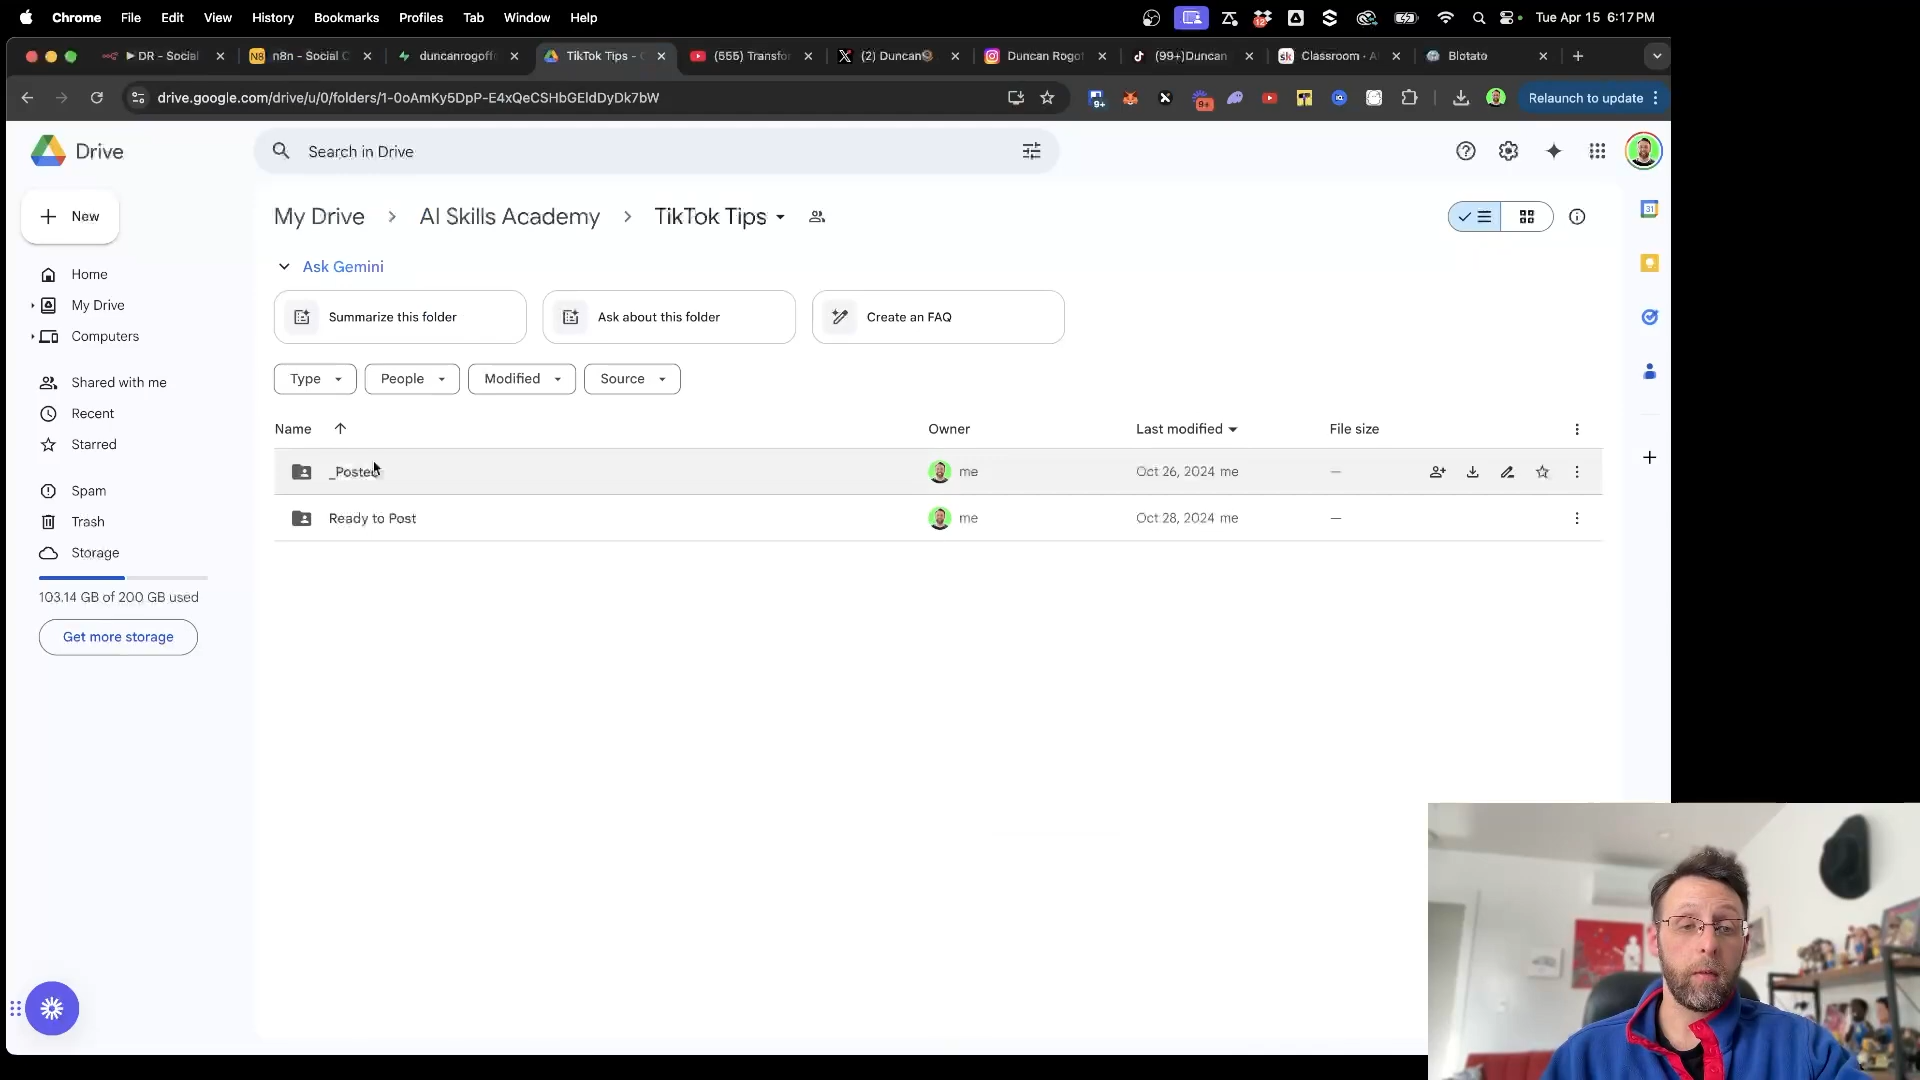 Chrome File Edit View History Bookmarks Profiles Tab Window Help Tue Apr 15 6:17 PM
DR - Social n8n - Social C duncanrogoff TikTok Tips - (555) Transfor (2) Duncan Duncan Rogof (99+) Duncan Classroom - A Blotato
drive.google.com/drive/u/0/folders/1-0oAmKy5DpP-E4xQeCSHbGEldDyDk7bW Relaunch to update
Drive Search in Drive
New
My Drive AI Skills Academy TikTok Tips
Ask Gemini
Summarize this folder Ask about this folder Create an FAQ
Type People Modified Source
Home
My Drive
Computers
Shared with me
Recent
Starred
Spam
Trash
Storage
103.14 GB of 200 GB used
Get more storage
Name Owner Last modified File size
_Posted me Oct 26, 2024 me —
Ready to Post me Oct 28, 2024 me —